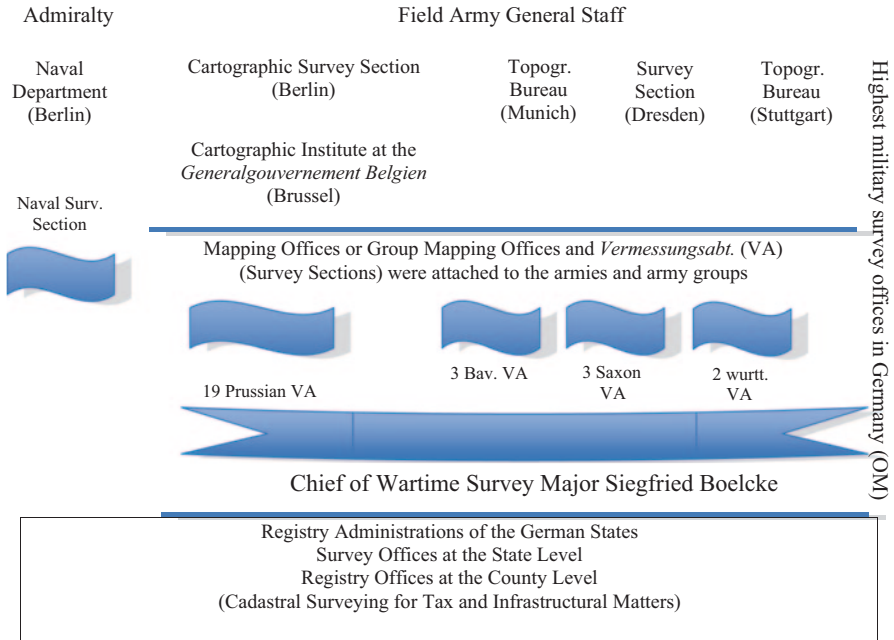 Admiralty
Field Army General Staff
Naval
Department
(Berlin)
Cartographic Survey Section
(Berlin)
Topogr.
Bureau
(Munich)
Survey
Section
(Dresden)
Topogr.
Bureau
(Stuttgart)
Cartographic Institute at the
Generalgouvernement Belgien
(Brussel)
Naval Surv.
Section
Mapping Offices or Group Mapping Offices and Vermessungsabt. (VA)
(Survey Sections) were attached to the armies and army groups
19 Prussian VA
3 Bav. VA
3 Saxon
VA
2 wurtt.
VA
Chief of Wartime Survey Major Siegfried Boelcke
Registry Administrations of the German States
Survey Offices at the State Level
Registry Offices at the County Level
(Cadastral Surveying for Tax and Infrastructural Matters)
Highest military survey offices in Germany (OM)